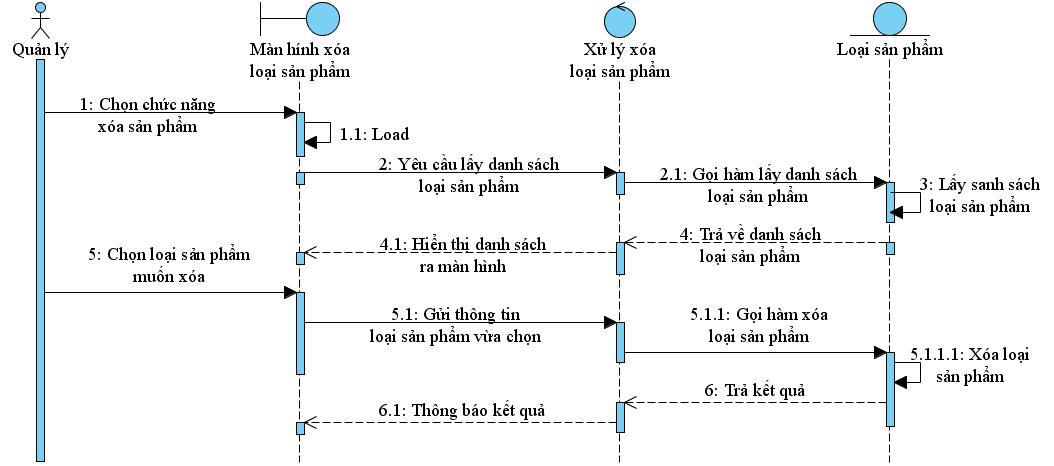 Quản lý
Màn hình xóa
loại sản phẩm
Xử lý xóa
loại sản phẩm
Loại sản phẩm
1: Chọn chức năng
xóa sản phẩm
1.1: Load
2: Yêu cầu lấy danh sách
loại sản phẩm
2.1: Gọi hàm lấy danh sách
loại sản phẩm
3: Lấy sanh sách
loại sản phẩm
4: Trả về danh sách
loại sản phẩm
4.1: Hiển thị danh sách
ra màn hình
5: Chọn loại sản phẩm
muốn xóa
5.1: Gửi thông tin
loại sản phẩm vừa chọn
5.1.1: Gọi hàm xóa
loại sản phẩm
5.1.1.1: Xóa loại
sản phẩm
6: Trả kết quả
6.1: Thông báo kết quả